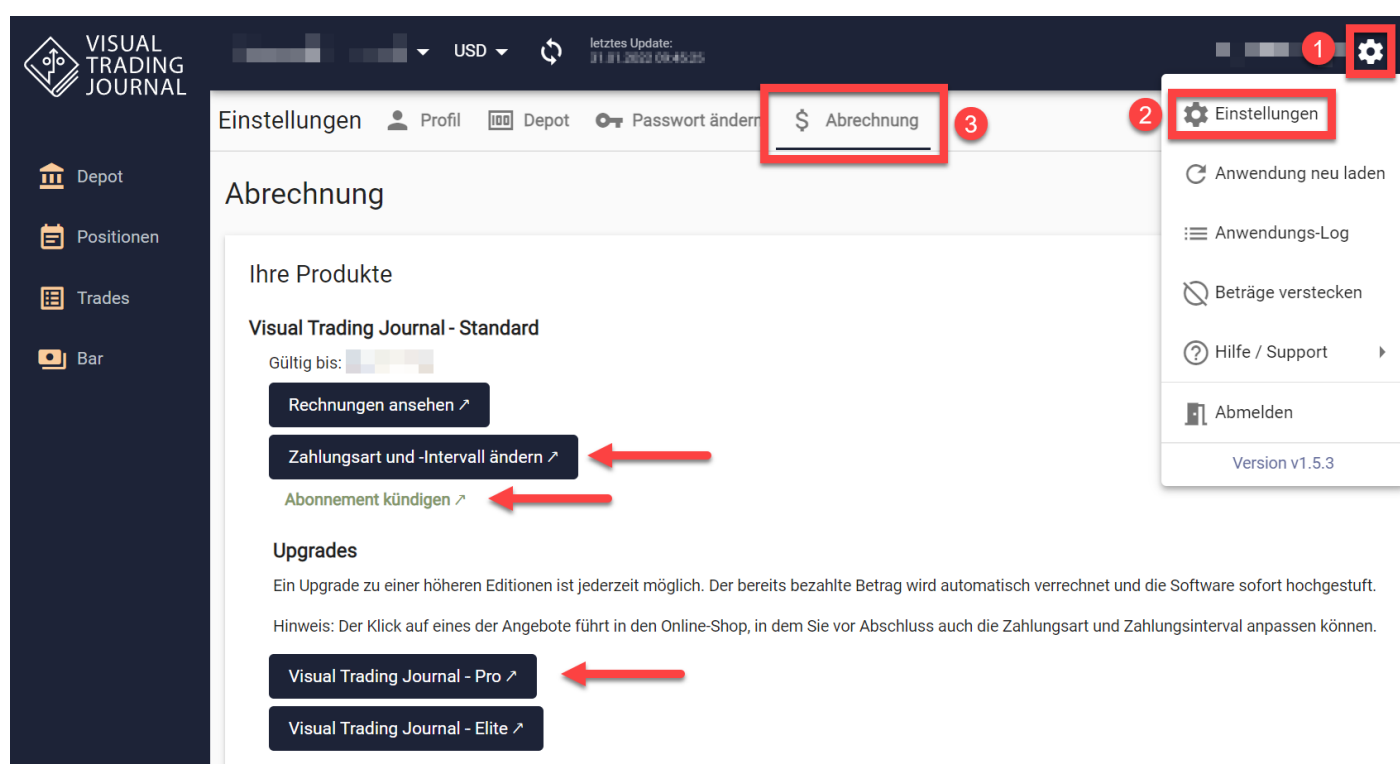 VISUAL
TRADING
JOURNAL
USD
letztes Update:
1
Einstellungen
Profil
Depot
Passwort ändern
Abrechnung
3
2
Einstellungen
Anwendung neu laden
Anwendungs-Log
Beträge verstecken
Hilfe / Support
Abmelden
Version v1.5.3
Depot
Positionen
Trades
Bar
Abrechnung
Ihre Produkte
Visual Trading Journal - Standard
Gültig bis:
Rechnungen ansehen ↗
Zahlungsart und -Intervall ändern ↗
Abonnement kündigen ↗
Upgrades
Ein Upgrade zu einer höheren Editionen ist jederzeit möglich. Der bereits bezahlte Betrag wird automatisch verrechnet und die Software sofort hochgestuft.
Hinweis: Der Klick auf eines der Angebote führt in den Online-Shop, in dem Sie vor Abschluss auch die Zahlungsart und Zahlungsinterval anpassen können.
Visual Trading Journal - Pro ↗
Visual Trading Journal - Elite ↗